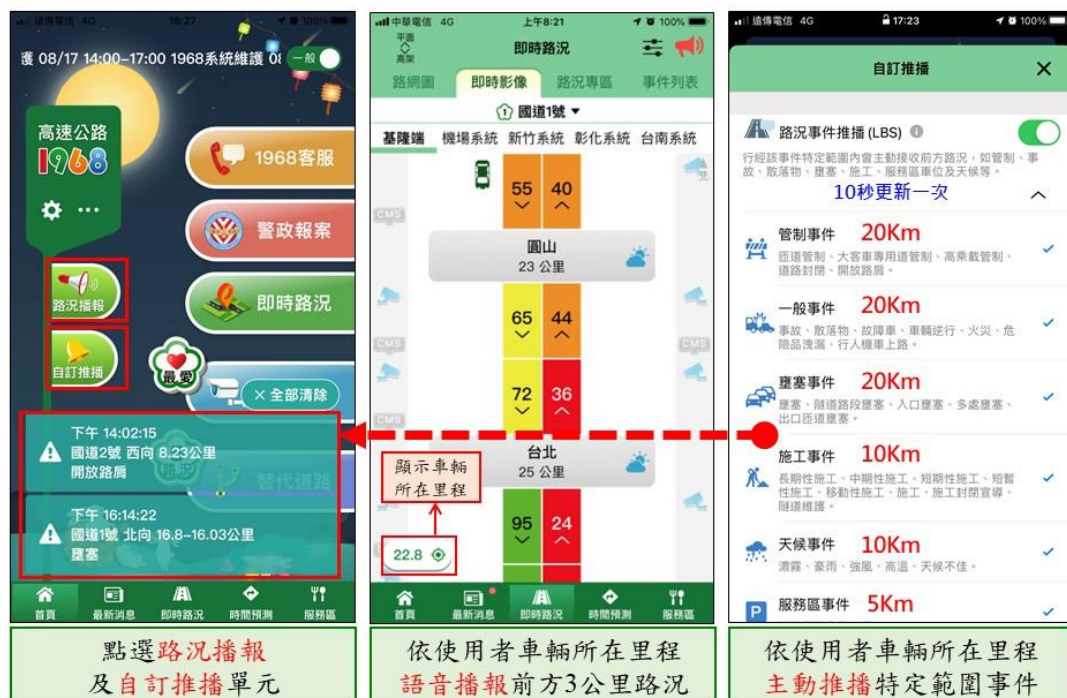 遠傳電信 4G 16:27 100%
護 08/17 14:00-17:00 1968系統維護 08
一般
高速公路
1968
1968客服
警政報案
路況播報
即時路況
自訂推播
最愛
× 全部清除
下午 14:02:15
國道2號 西向 8.23公里
開放路肩
路況
替代道路
下午 16:14:22
國道1號 北向 16.8-16.03公里
壅塞
首頁 最新消息 即時路況 時間預測 服務區
點選路況播報
及自訂推播單元
中華電信 4G 上午8:21 100%
平面
高架
即時路況
路網圖 即時影像 路況專區 事件列表
1 國道1號 ▼
基隆端 機場系統 新竹系統 彰化系統 台南系統
55 40
CMS
圓山
23 公里
65 44
CMS CMS
72 36
CMS
台北
25 公里
顯示車輛
所在里程
95 24
22.8
首頁 最新消息 即時路況 時間預測 服務區
依使用者車輛所在里程
語音播報前方3公里路況
遠傳電信 4G 17:23 100%
自訂推播 ×
路況事件推播 (LBS)
行經該事件特定範圍內會主動接收前方路況，如管制、事
故、散落物、壅塞、施工、服務區車位及天候等。
10秒更新一次
管制事件 20Km
匝道管制、大客車專用道管制、高乘載管制、
道路封閉、開放路肩。
一般事件 20Km
事故、散落物、故障車、車輛逆行、火災、危
險品洩漏、行人機車上路。
壅塞事件 20Km
壅塞、隧道路段壅塞、入口壅塞、多處壅塞、
出口匝道壅塞。
施工事件 10Km
長期性施工、中期性施工、短期性施工、短暫
性施工、移動性施工、施工、施工封閉宣導、
隧道維護。
天候事件 10Km
濃霧、豪雨、強風、高溫、天候不佳。
P 服務區事件 5Km
依使用者車輛所在里程
主動推播特定範圍事件